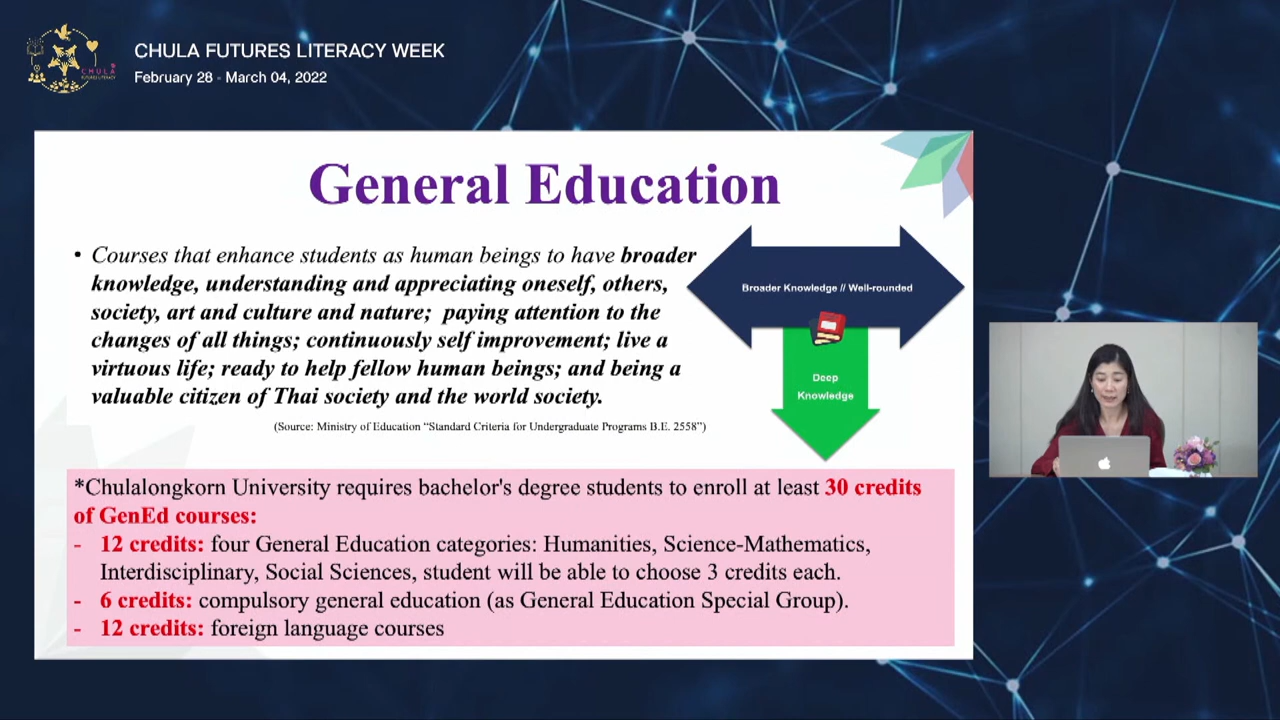 CHULA FUTURES LITERACY WEEK
February 28 - March 04, 2022
CHULA
General Education
• Courses that enhance students as human beings to have broader
knowledge, understanding and appreciating oneself, others,
society, art and culture and nature; paying attention to the
changes of all things; continuously self improvement; live a
virtuous life; ready to help fellow human beings; and being a
valuable citizen of Thai society and the world society.
(Source: Ministry of Education “Standard Criteria for Undergraduate Programs B.E. 2558”)
Broader Knowledge // Well-rounded
Deep
Knowledge
*Chulalongkorn University requires bachelor's degree students to enroll at least 30 credits
of GenEd courses:
- 12 credits: four General Education categories: Humanities, Science-Mathematics,
Interdisciplinary, Social Sciences, student will be able to choose 3 credits each.
- 6 credits: compulsory general education (as General Education Special Group).
- 12 credits: foreign language courses